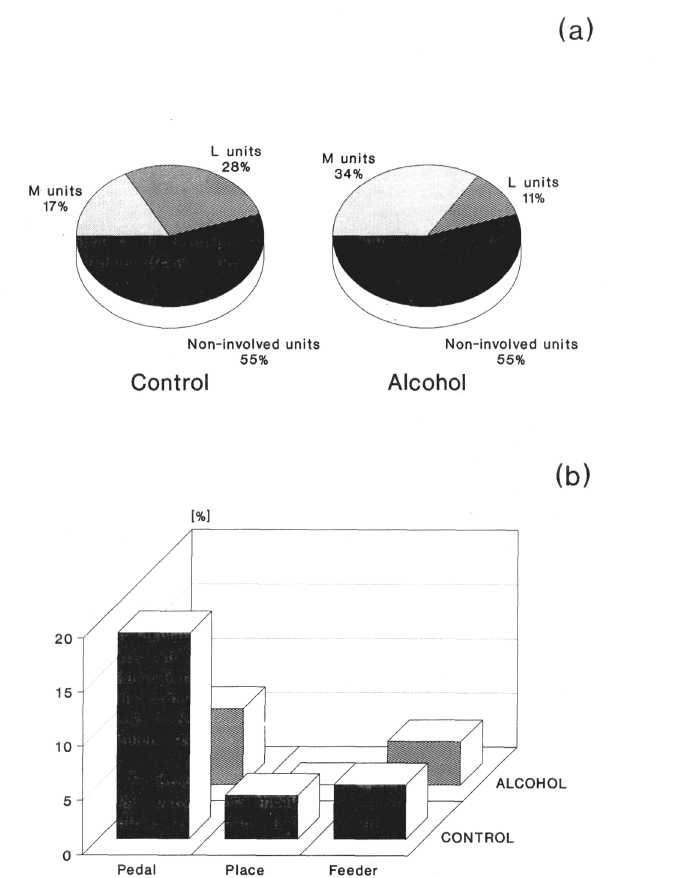 (a)
L units
28%
M units
17%
Non-involved units
55%
Control
M units
34%
L units
11%
Non-involved units
55%
Alcohol
(b)
[%]
20
15
10
5
0
ALCOHOL
CONTROL
Pedal
Place
Feeder